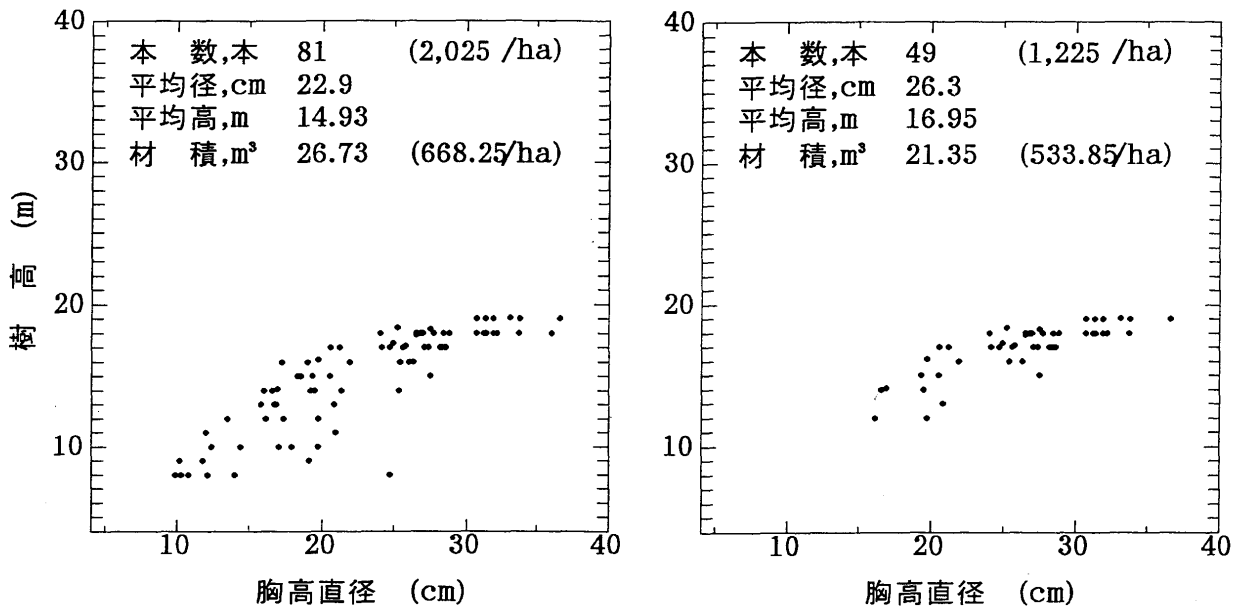 40
本 数,本 81 (2,025 /ha)
平均径,cm 22.9
平均高,m 14.93
材 積,m³ 26.73 (668.25/ha)
30
20
10
樹 高 (m)
10 20 30 40
胸高直径 (cm)
40
本 数,本 49 (1,225 /ha)
平均径,cm 26.3
平均高,m 16.95
材 積,m³ 21.35 (533.85/ha)
30
20
10
10 20 30 40
胸高直径 (cm)